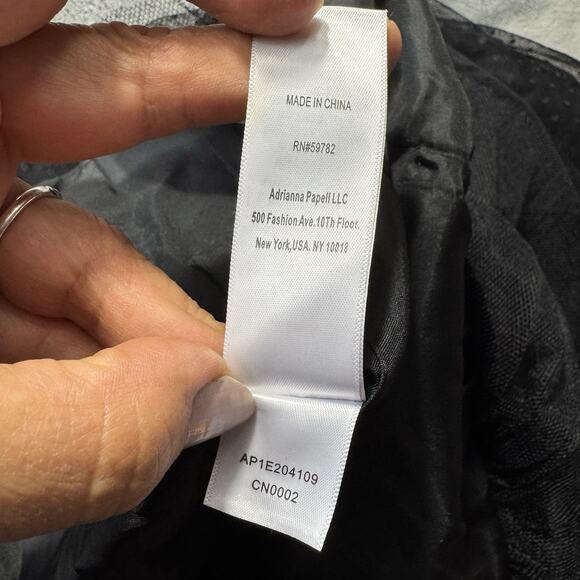 MADE IN CHINA
RN#59782
Adrianna Papell LLC
500 Fashion Ave.10Th Floor,
New York,USA. NY 10018
AP1E204109
CN0002